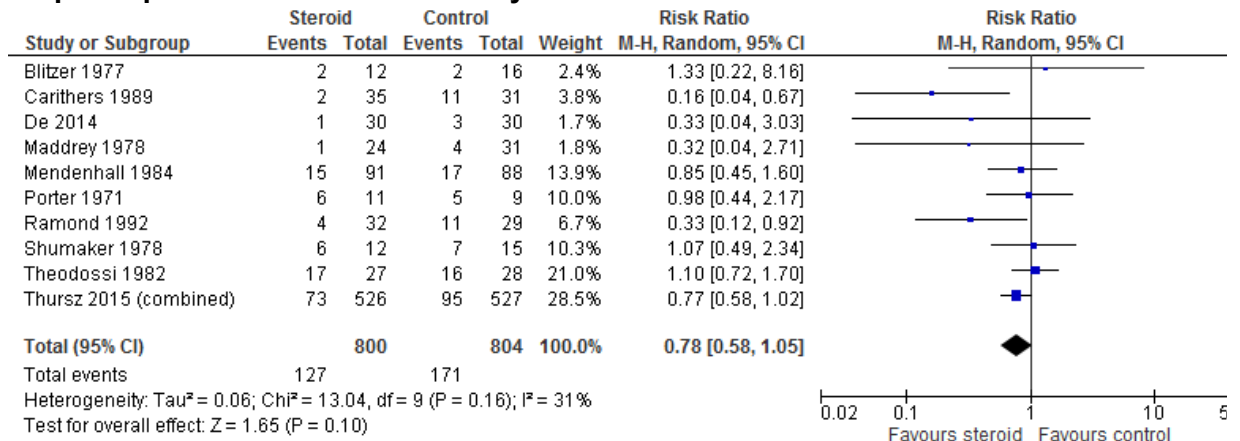 Steroid Control Risk Ratio Risk Ratio
Study or Subgroup Events Total Events Total Weight M-H, Random, 95% CI M-H, Random, 95% CI
Blitzer 1977 2 12 2 16 2.4% 1.33 [0.22, 8.16]
Carithers 1989 2 35 11 31 3.8% 0.16 [0.04, 0.67]
De 2014 1 30 3 30 1.7% 0.33 [0.04, 3.03]
Maddrey 1978 1 24 4 31 1.8% 0.32 [0.04, 2.71]
Mendenhall 1984 15 91 17 88 13.9% 0.85 [0.45, 1.60]
Porter 1971 6 11 5 9 10.0% 0.98 [0.44, 2.17]
Ramond 1992 4 32 11 29 6.7% 0.33 [0.12, 0.92]
Shumaker 1978 6 12 7 15 10.3% 1.07 [0.49, 2.34]
Theodossi 1982 17 27 16 28 21.0% 1.10 [0.72, 1.70]
Thursz 2015 (combined) 73 526 95 527 28.5% 0.77 [0.58, 1.02]
Total (95% CI) 800 804 100.0% 0.78 [0.58, 1.05]
Total events 127 171
Heterogeneity: Tau² = 0.06; Chi² = 13.04, df = 9 (P = 0.16); I² = 31%
Test for overall effect: Z = 1.65 (P = 0.10)
0.02 0.1 1 10 5
Favours steroid Favours control